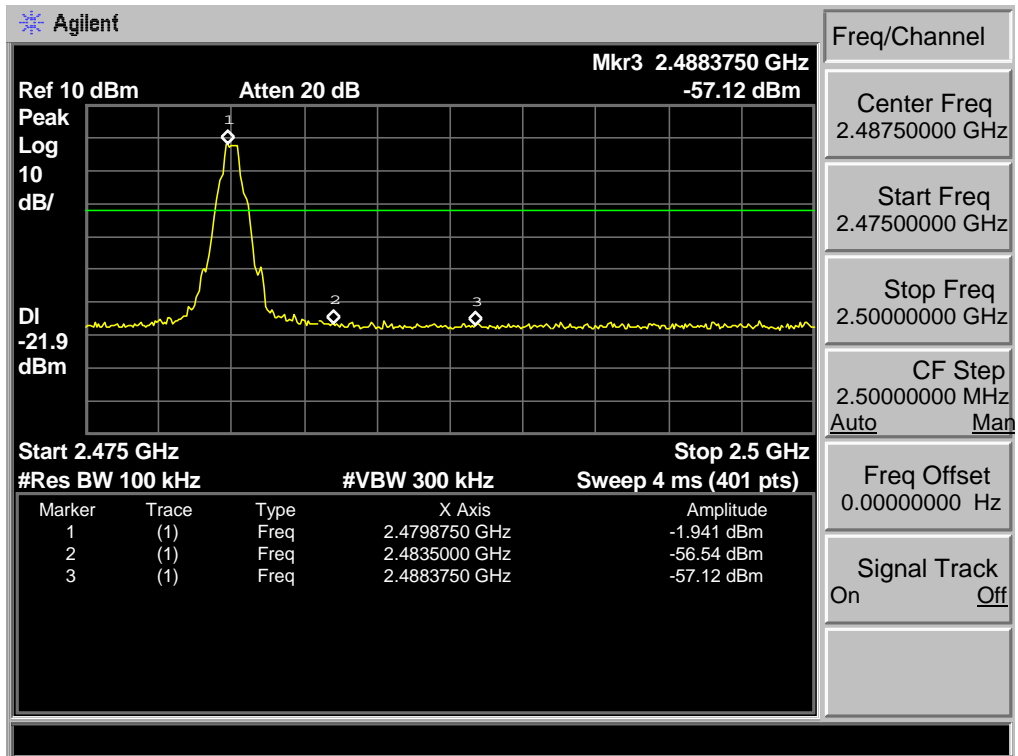 Agilent
Mkr3 2.4883750 GHz
Ref 10 dBm Atten 20 dB -57.12 dBm
Peak
Log
10
dB/
DI
-21.9
dBm
1
2
3
Start 2.475 GHz Stop 2.5 GHz
#Res BW 100 kHz #VBW 300 kHz Sweep 4 ms (401 pts)
Marker Trace Type X Axis Amplitude
1 (1) Freq 2.4798750 GHz -1.941 dBm
2 (1) Freq 2.4835000 GHz -56.54 dBm
3 (1) Freq 2.4883750 GHz -57.12 dBm
Freq/Channel
Center Freq
2.48750000 GHz
Start Freq
2.47500000 GHz
Stop Freq
2.50000000 GHz
CF Step
2.50000000 MHz
Auto Man
Freq Offset
0.00000000 Hz
Signal Track
On Off